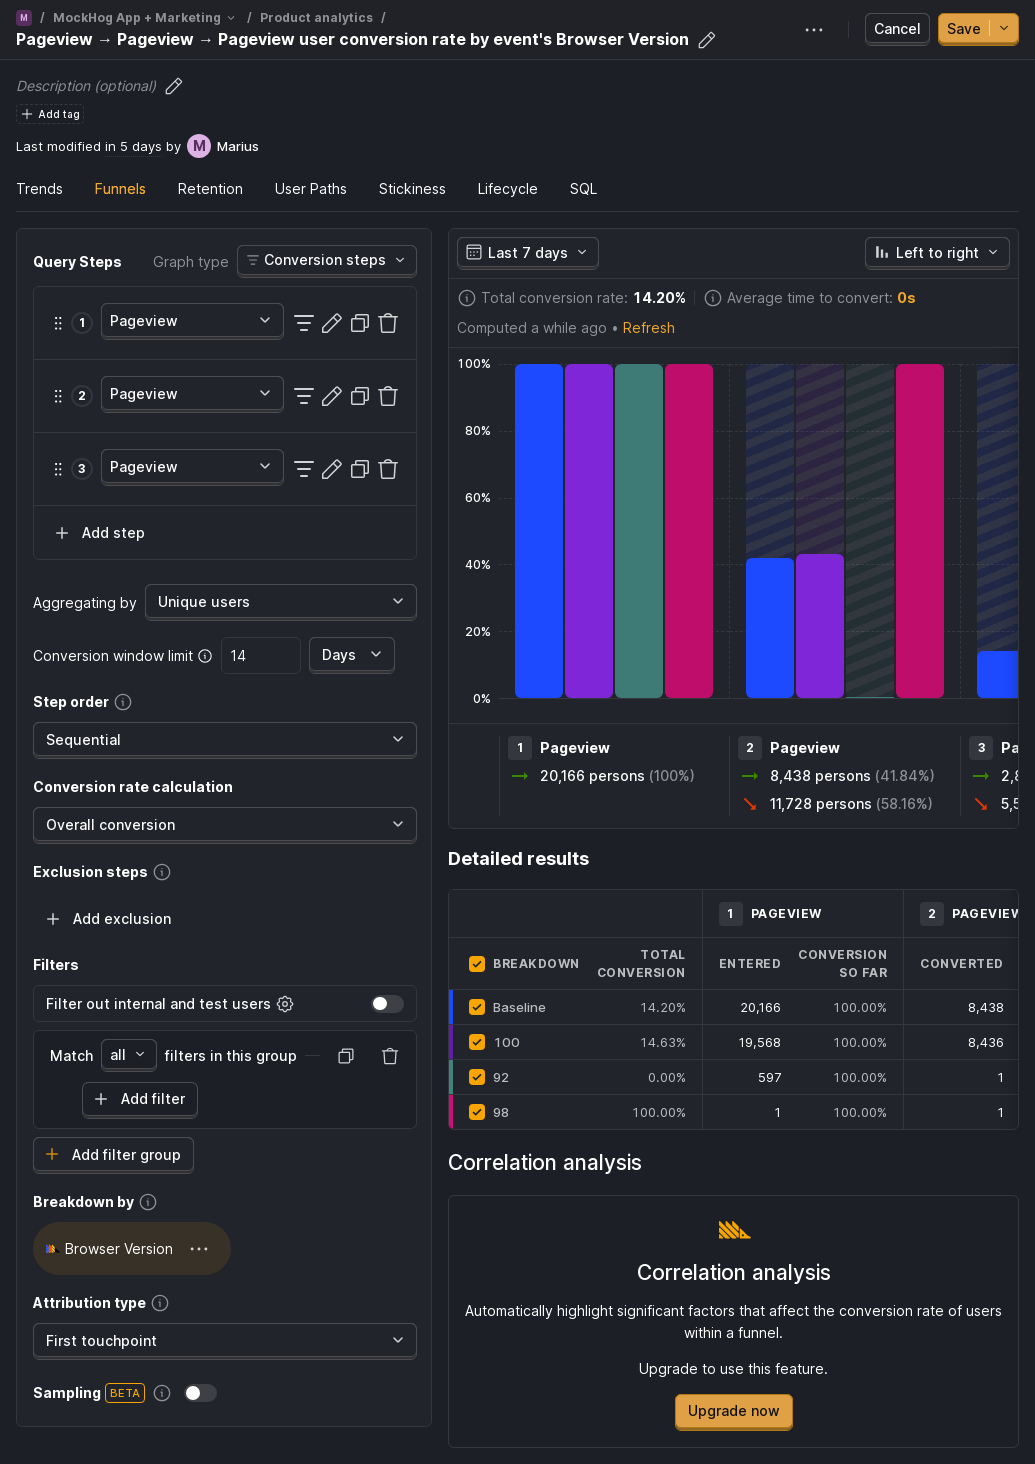 M / MockHog App + Marketing / Product analytics /
Pageview → Pageview → Pageview user conversion rate by event's Browser Version
Cancel
Save
Description (optional)
Add tag
Last modified in 5 days by M Marius
Trends Funnels Retention User Paths Stickiness Lifecycle SQL
Query Steps Graph type Conversion steps
1 Pageview
2 Pageview
3 Pageview
Add step
Aggregating by Unique users
Conversion window limit 14 Days
Step order
Sequential
Conversion rate calculation
Overall conversion
Exclusion steps
Add exclusion
Filters
Filter out internal and test users
Match all filters in this group
Add filter
Add filter group
Breakdown by
Browser Version
Attribution type
First touchpoint
Sampling BETA
Last 7 days Left to right
Total conversion rate: 14.20% Average time to convert: 0s
Computed a while ago • Refresh
100%
80%
60%
40%
20%
0%
1 Pageview 2 Pageview 3 Pa
20,166 persons (100%) 8,438 persons (41.84%) 2,8
11,728 persons (58.16%) 5,5
Detailed results
1 PAGEVIEW 2 PAGEVIEW
BREAKDOWN TOTAL CONVERSION ENTERED CONVERSION SO FAR CONVERTED
Baseline 14.20% 20,166 100.00% 8,438
100 14.63% 19,568 100.00% 8,436
92 0.00% 597 100.00% 1
98 100.00% 1 100.00% 1
Correlation analysis
Correlation analysis
Automatically highlight significant factors that affect the conversion rate of users
within a funnel.
Upgrade to use this feature.
Upgrade now